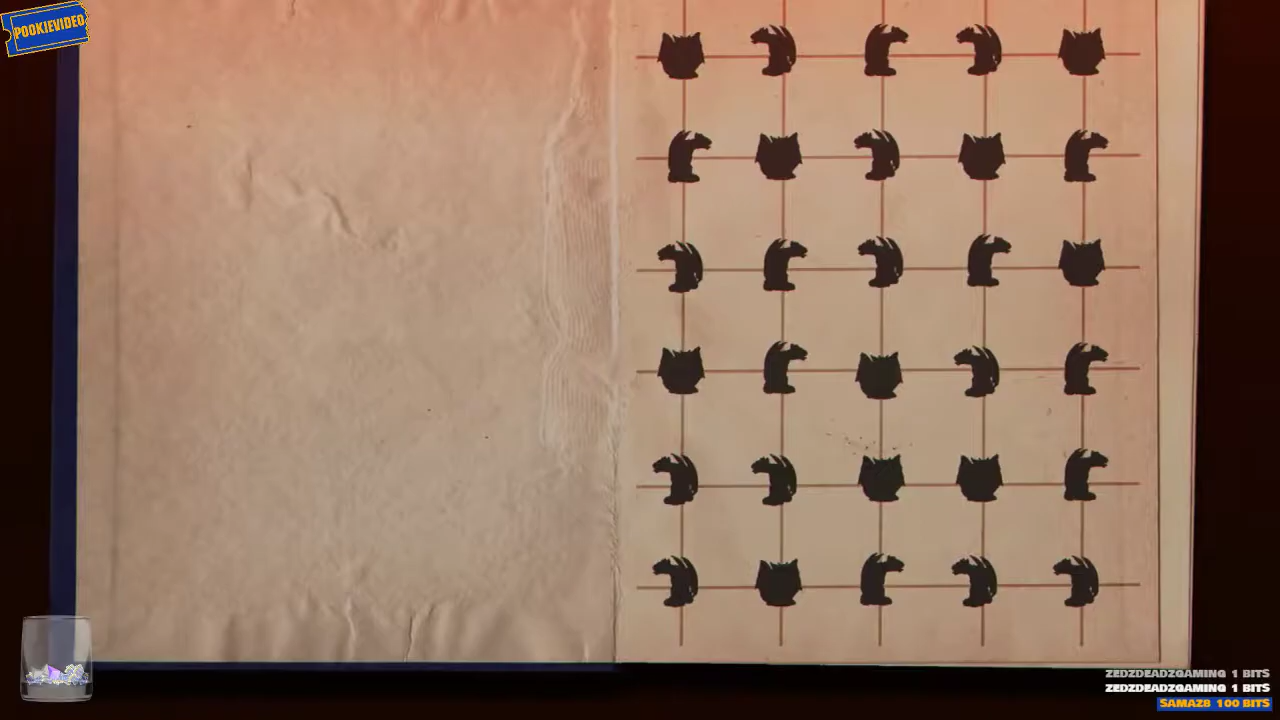 POOKIEVIDEO
ZEDZDEADZGAMING 1 BITS
ZEDZDEADZGAMING 1 BITS
SAMAZB 100 BITS